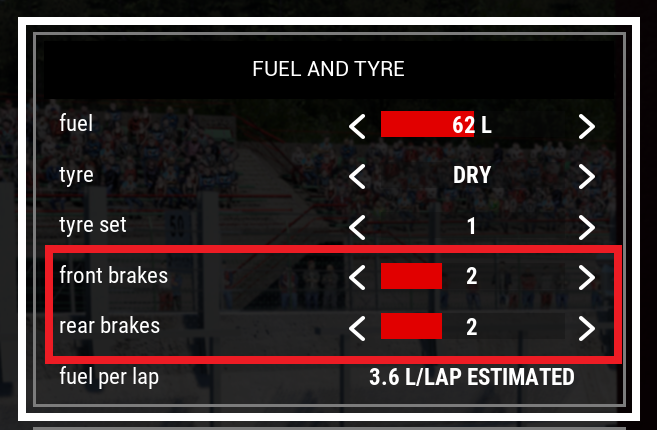 FUEL AND TYRE
fuel 62 L
tyre DRY
tyre set 1
front brakes 2
rear brakes 2
fuel per lap 3.6 L/LAP ESTIMATED